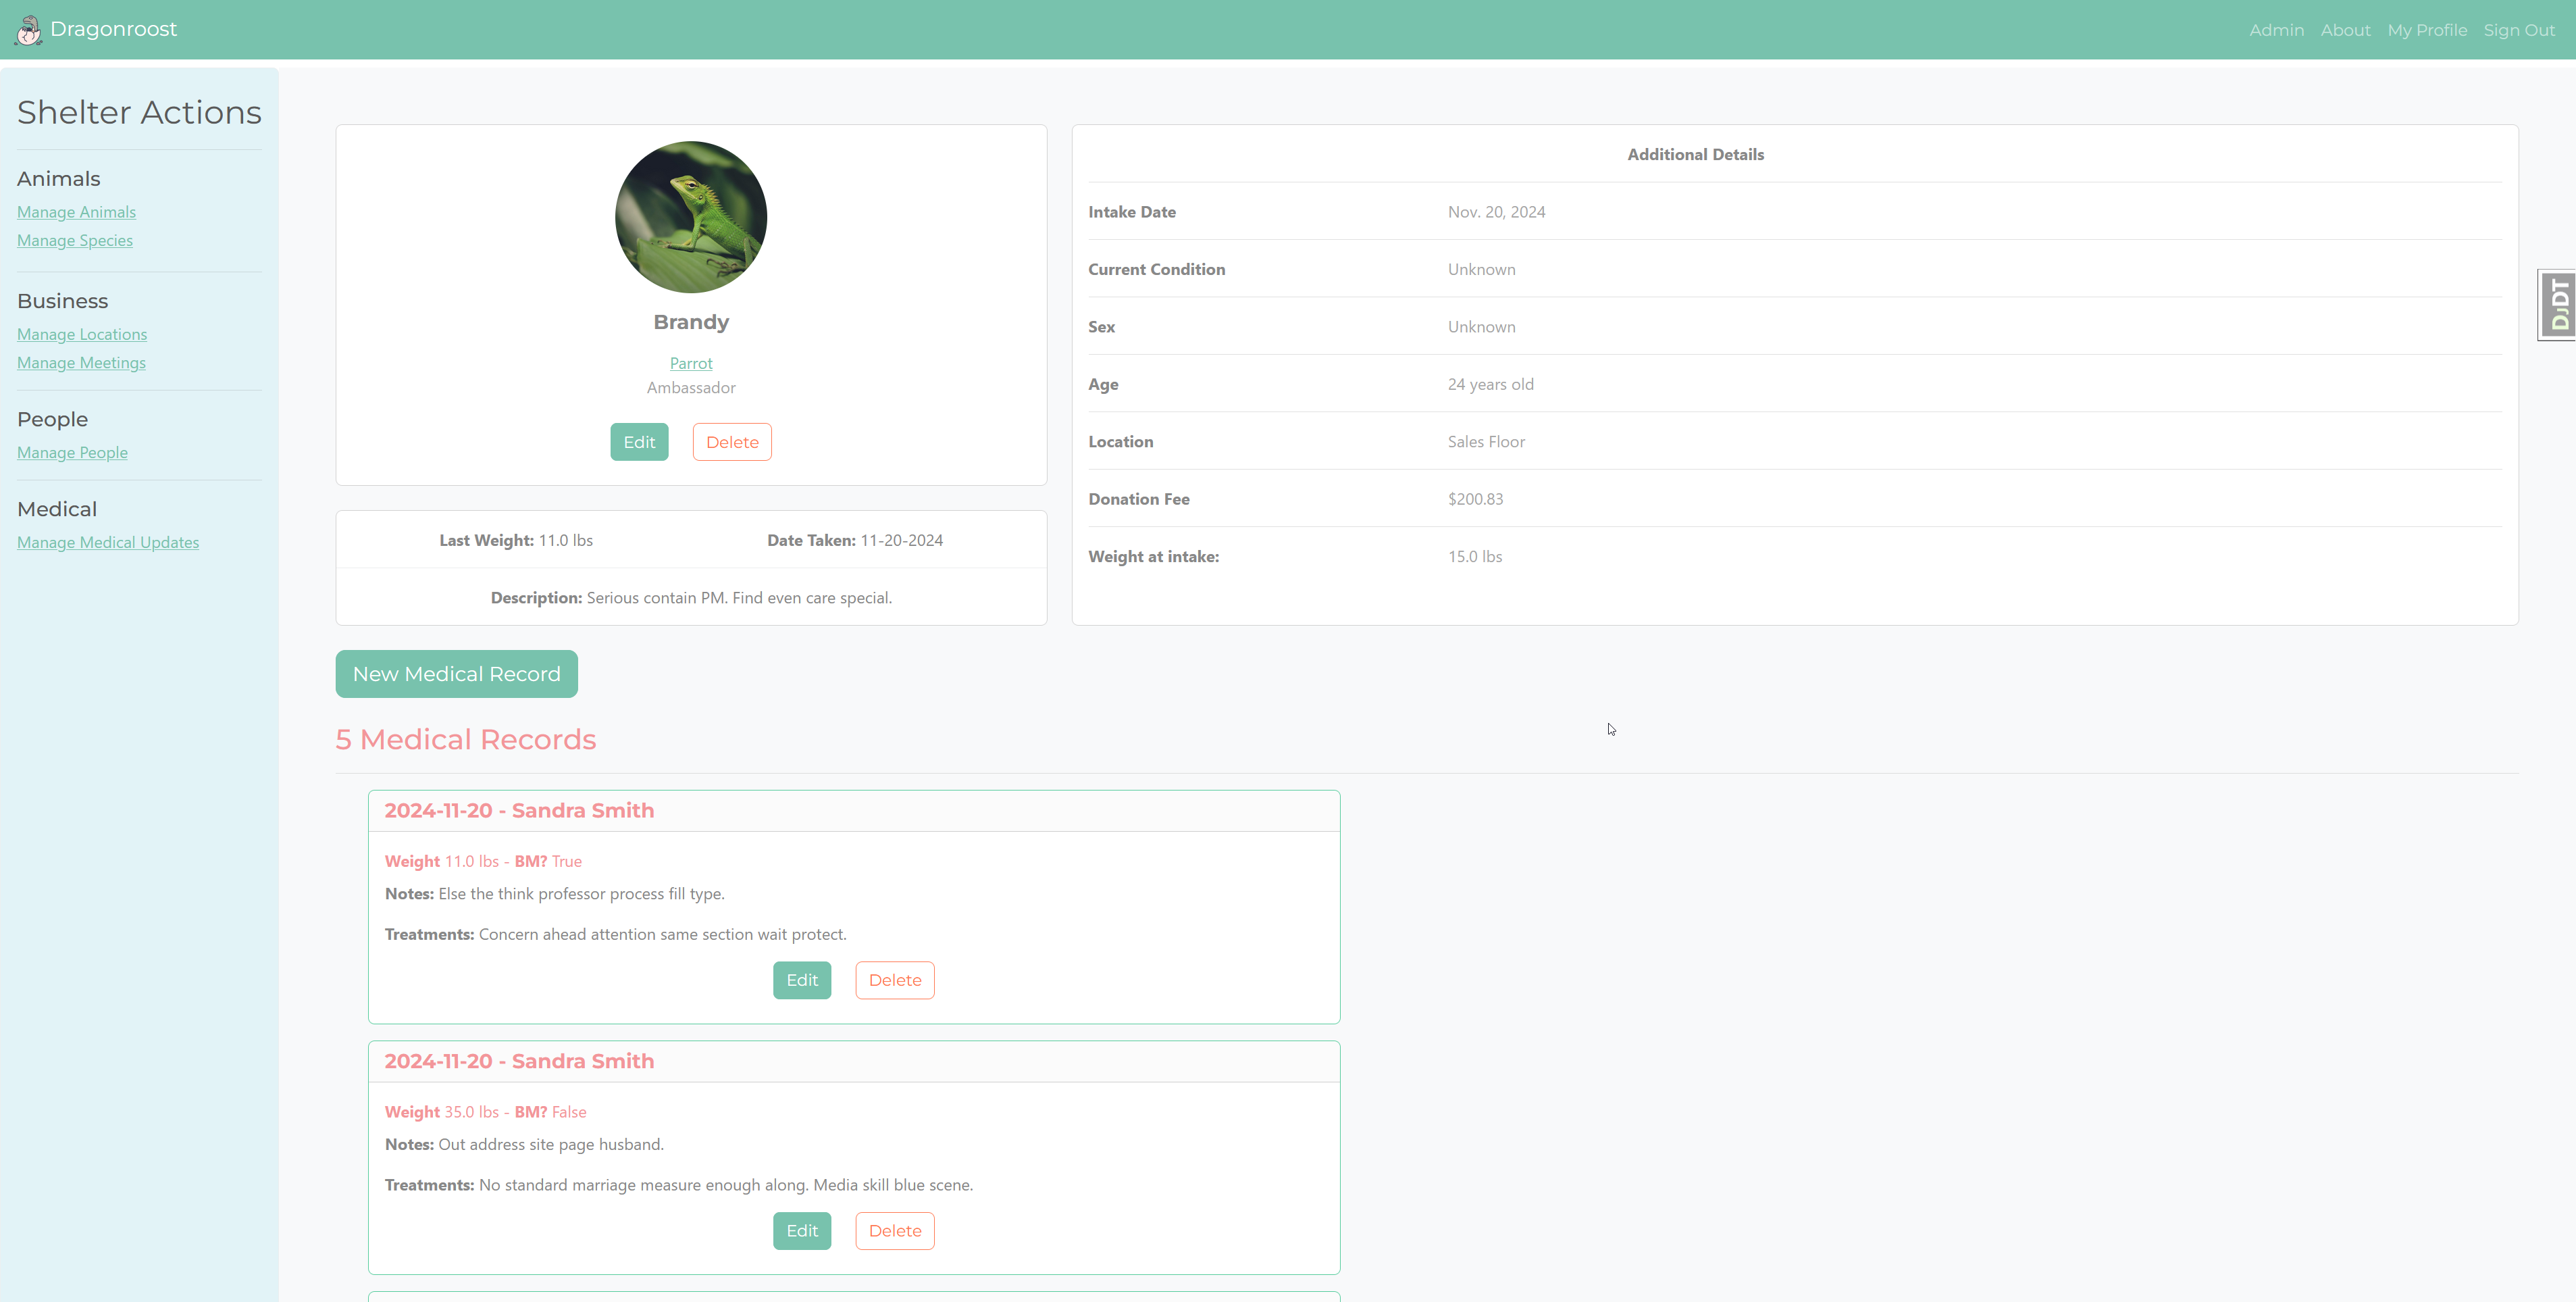 Dragonroost
Admin About My Profile Sign Out
Shelter Actions
Animals
Manage Animals
Manage Species
Business
Manage Locations
Manage Meetings
People
Manage People
Medical
Manage Medical Updates
Brandy
Parrot
Ambassador
Edit Delete
Last Weight: 11.0 lbs Date Taken: 11-20-2024
Description: Serious contain PM. Find even care special.
Additional Details
Intake Date Nov. 20, 2024
Current Condition Unknown
Sex Unknown
Age 24 years old
Location Sales Floor
Donation Fee $200.83
Weight at intake: 15.0 lbs
DJDT
New Medical Record
5 Medical Records
2024-11-20 - Sandra Smith
Weight 11.0 lbs - BM? True
Notes: Else the think professor process fill type.
Treatments: Concern ahead attention same section wait protect.
Edit Delete
2024-11-20 - Sandra Smith
Weight 35.0 lbs - BM? False
Notes: Out address site page husband.
Treatments: No standard marriage measure enough along. Media skill blue scene.
Edit Delete